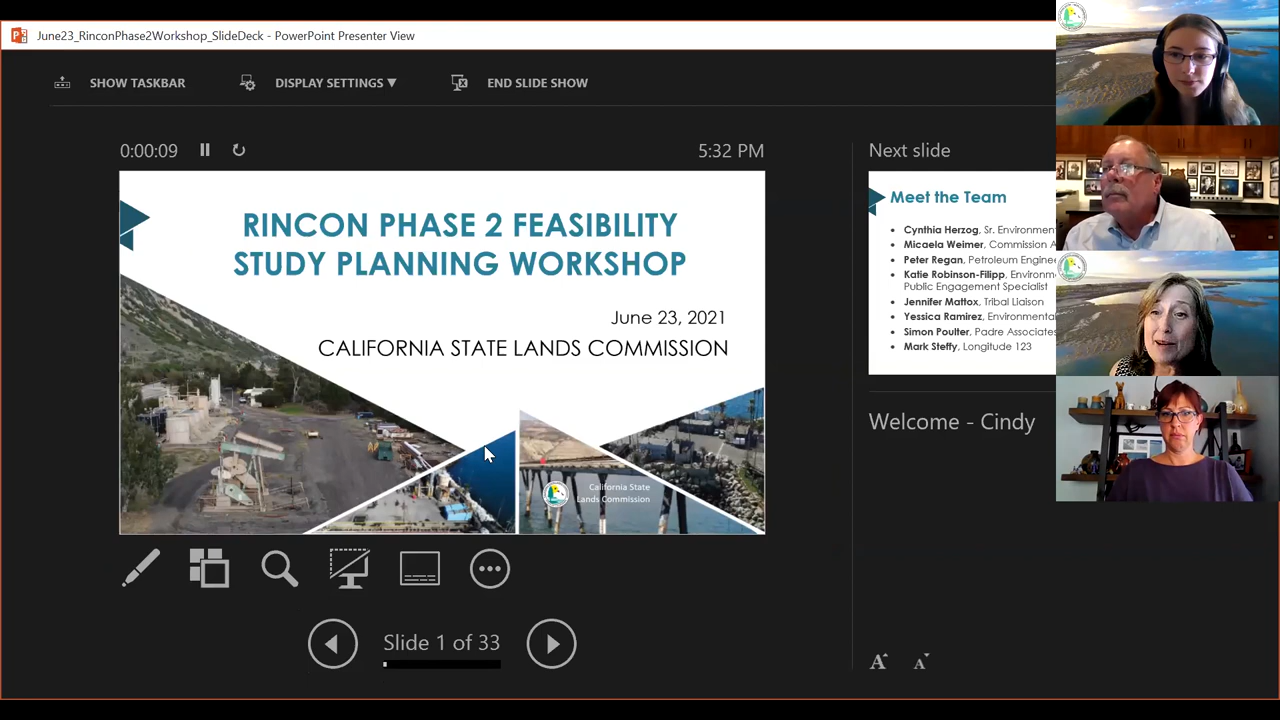 June23_RinconPhase2Workshop_SlideDeck - PowerPoint Presenter View
SHOW TASKBAR
DISPLAY SETTINGS ▼
END SLIDE SHOW
0:00:09
5:32 PM
RINCON PHASE 2 FEASIBILITY
STUDY PLANNING WORKSHOP
June 23, 2021
CALIFORNIA STATE LANDS COMMISSION
California State
Lands Commission
Slide 1 of 33
Next slide
Meet the Team
• Cynthia Herzog, Sr. Environmen
• Micaela Weimer, Commission A
• Peter Regan, Petroleum Engine
• Katie Robinson-Filipp, Environm
Public Engagement Specialist
• Jennifer Mattox, Tribal Liaison
• Yessica Ramirez, Environmental
• Simon Poulter, Padre Associates
• Mark Steffy, Longitude 123
Welcome - Cindy
A A